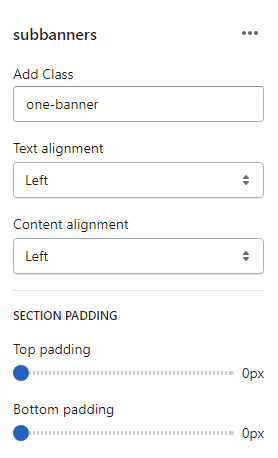 subbanners
Add Class
one-banner
Text alignment
Left
Content alignment
Left
SECTION PADDING
Top padding
0px
Bottom padding
0px